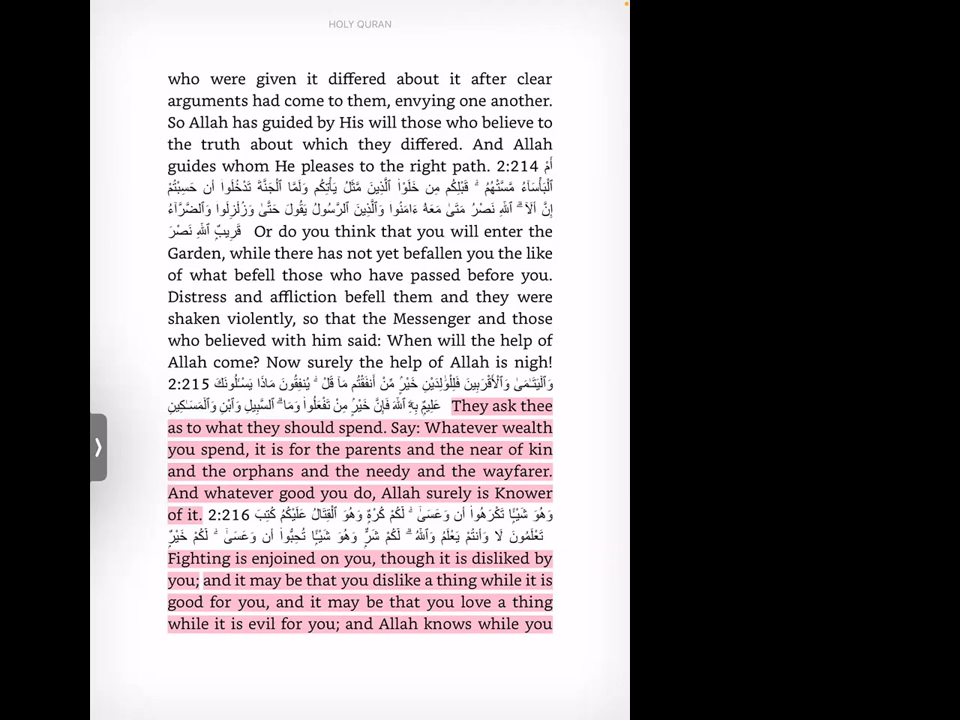 HOLY QURAN
who were given it differed about it after clear
arguments had come to them, envying one another.
So Allah has guided by His will those who believe to
the truth about which they differed. And Allah
guides whom He pleases to the right path. 2:214 أَمْ
حَسِبْتُمْ أَن تَدْخُلُوا۟ ٱلْجَنَّةَ وَلَمَّا يَأْتِكُم مَّثَلُ ٱلَّذِينَ خَلَوْا۟ مِن قَبْلِكُم ۖ مَّسَّتْهُمُ ٱلْبَأْسَآءُ
وَٱلضَّرَّآءُ وَزُلْزِلُوا۟ حَتَّىٰ يَقُولَ ٱلرَّسُولُ وَٱلَّذِينَ ءَامَنُوا۟ مَعَهُۥ مَتَىٰ نَصْرُ ٱللَّهِ ۗ أَلَآ إِنَّ
نَصْرَ ٱللَّهِ قَرِيبٌ Or do you think that you will enter the
Garden, while there has not yet befallen you the like
of what befell those who have passed before you.
Distress and affliction befell them and they were
shaken violently, so that the Messenger and those
who believed with him said: When will the help of
Allah come? Now surely the help of Allah is nigh!
2:215 يَسْـَٔلُونَكَ مَاذَا يُنفِقُونَ ۖ قُلْ مَآ أَنفَقْتُم مِّنْ خَيْرٍ فَلِلْوَٰلِدَيْنِ وَٱلْأَقْرَبِينَ وَٱلْيَتَـٰمَىٰ
وَٱلْمَسَـٰكِينِ وَٱبْنِ ٱلسَّبِيلِ ۗ وَمَا تَفْعَلُوا۟ مِنْ خَيْرٍ فَإِنَّ ٱللَّهَ بِهِۦ عَلِيمٌ They ask thee
as to what they should spend. Say: Whatever wealth
you spend, it is for the parents and the near of kin
and the orphans and the needy and the wayfarer.
And whatever good you do, Allah surely is Knower
of it. 2:216 كُتِبَ عَلَيْكُمُ ٱلْقِتَالُ وَهُوَ كُرْهٌ لَّكُمْ ۖ وَعَسَىٰٓ أَن تَكْرَهُوا۟ شَيْـًٔا وَهُوَ
خَيْرٌ لَّكُمْ ۖ وَعَسَىٰٓ أَن تُحِبُّوا۟ شَيْـًٔا وَهُوَ شَرٌّ لَّكُمْ ۗ وَٱللَّهُ يَعْلَمُ وَأَنتُمْ لَا تَعْلَمُونَ
Fighting is enjoined on you, though it is disliked by
you; and it may be that you dislike a thing while it is
good for you, and it may be that you love a thing
while it is evil for you; and Allah knows while you